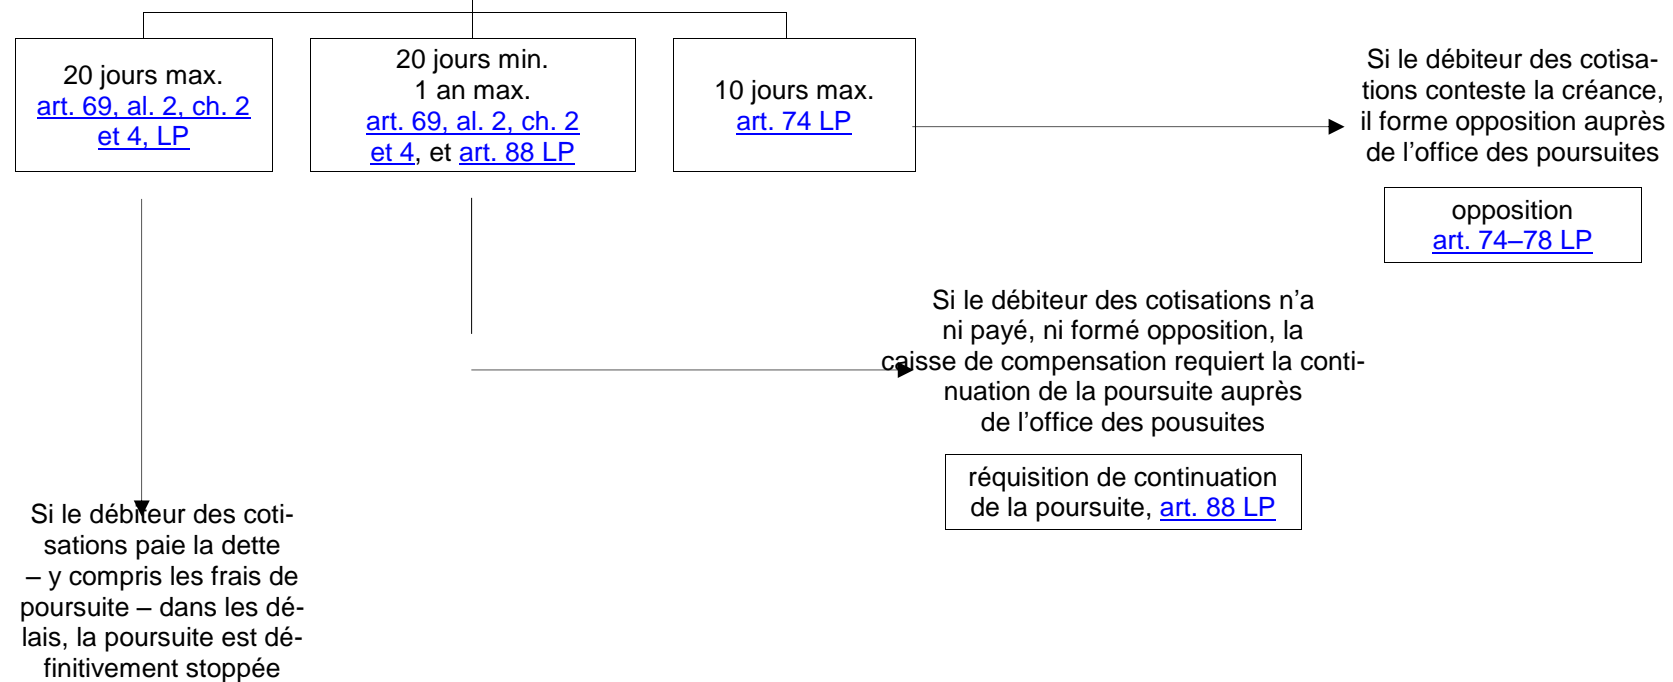 20 jours max.
art. 69, al. 2, ch. 2
et 4, LP
20 jours min.
1 an max.
art. 69, al. 2, ch. 2
et 4, et art. 88 LP
10 jours max.
art. 74 LP
Si le débiteur des cotisa-
tions conteste la créance,
il forme opposition auprès
de l'office des poursuites
opposition
art. 74–78 LP
Si le débiteur des cotisations n'a
ni payé, ni formé opposition, la
caisse de compensation requiert la conti-
nuation de la poursuite auprès
de l'office des pousuites
réquisition de continuation
de la poursuite, art. 88 LP
Si le débiteur des coti-
sations paie la dette
– y compris les frais de
poursuite – dans les dé-
lais, la poursuite est dé-
finitivement stoppée